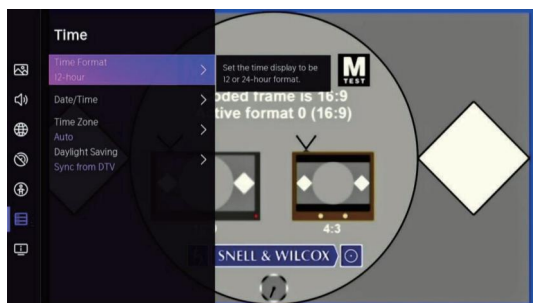 Time
Time Format
12-hour
Set the time display to be
12 or 24-hour format.
Date/Time
Time Zone
Auto
Daylight Saving
Sync from DTV
M
TEST
oded frame is 16:9
tive format 0 (16:9)
4:3
SNELL & WILCOX